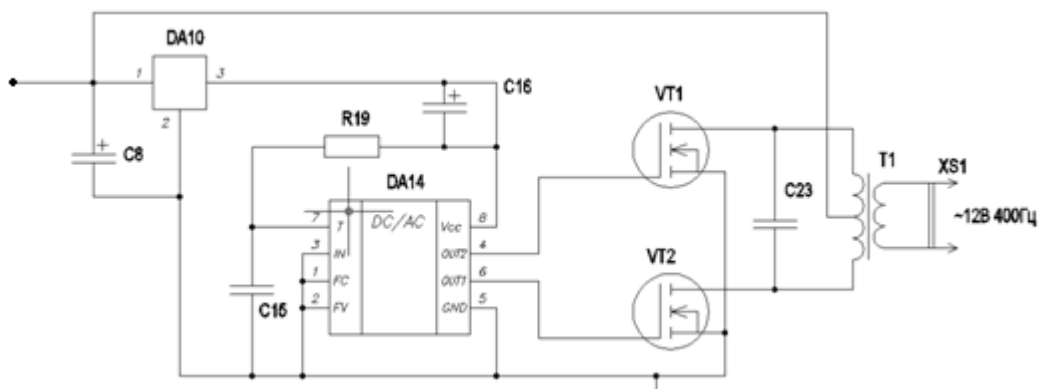 DA10
1
3
2
C6
C16
R19
DA14
DC/AC
7
T
3
IN
1
FC
2
FV
Vcc
8
OUT2
4
OUT1
6
GND
5
C15
VT1
VT2
C23
T1
XS1
~12В 400Гц